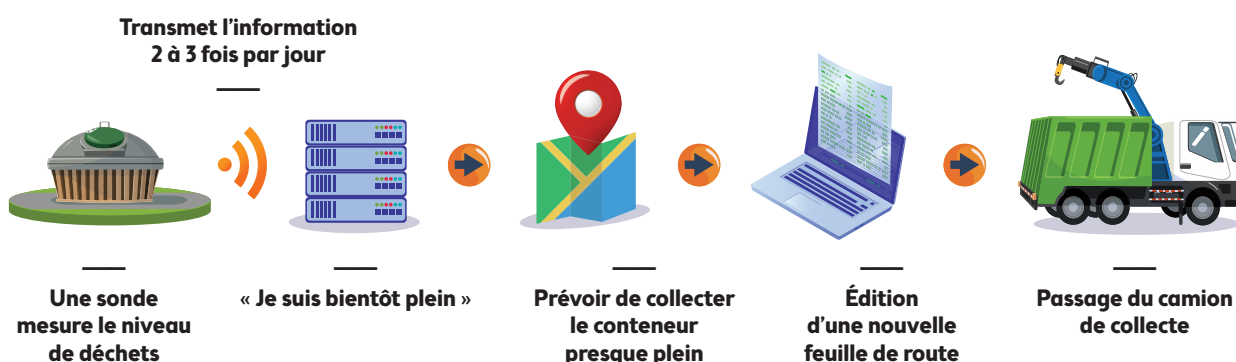 Transmet l'information
2 à 3 fois par jour
Une sonde
mesure le niveau
de déchets
« Je suis bientôt plein »
Prévoir de collecter
le conteneur
presque plein
Édition
d'une nouvelle
feuille de route
Passage du camion
de collecte